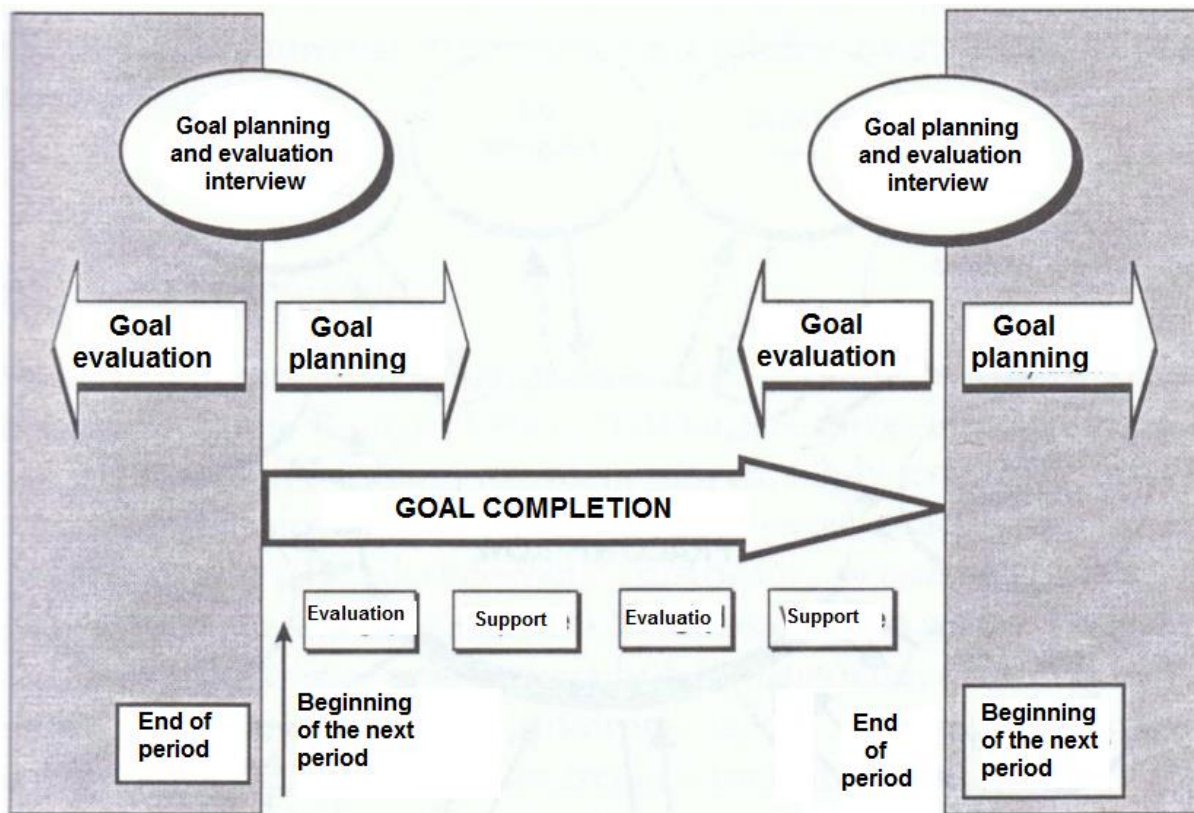 Goal planning
and evaluation
interview
Goal planning
and evaluation
interview
Goal
evaluation
Goal
planning
Goal
evaluation
Goal
planning
GOAL COMPLETION
Evaluation
Support
Evaluatio
Support
End of
period
Beginning
of the next
period
End
of
period
Beginning
of the next
period